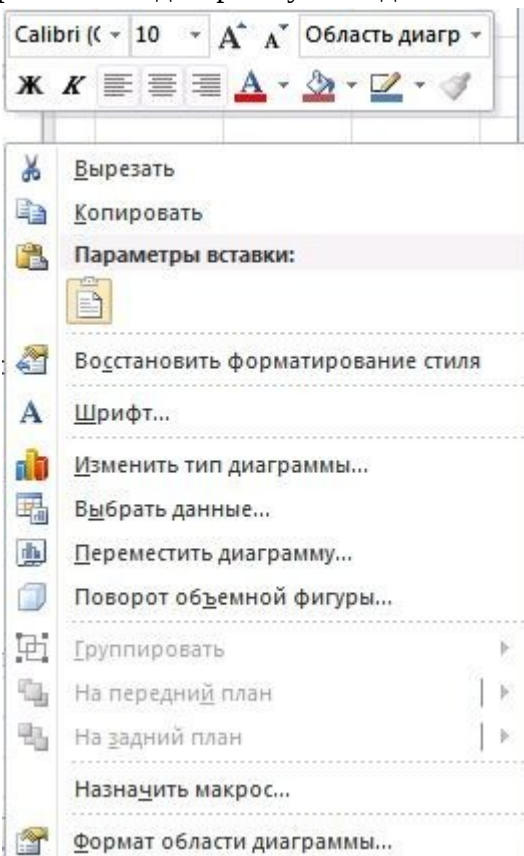 Calibri (( 10 А А Область диагр
Ж К А
Вырезать
Копировать
Параметры вставки:
Восстановить форматирование стиля
А Шрифт...
Изменить тип диаграммы...
Выбрать данные...
Переместить диаграмму...
Поворот объемной фигуры...
Группировать
На передний план
На задний план
Назначить макрос...
Формат области диаграммы...